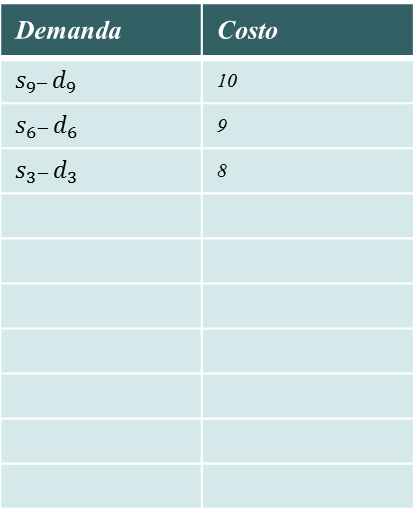 Demanda Costo
s₉– d₉ 10
s₆– d₆ 9
s₃– d₃ 8